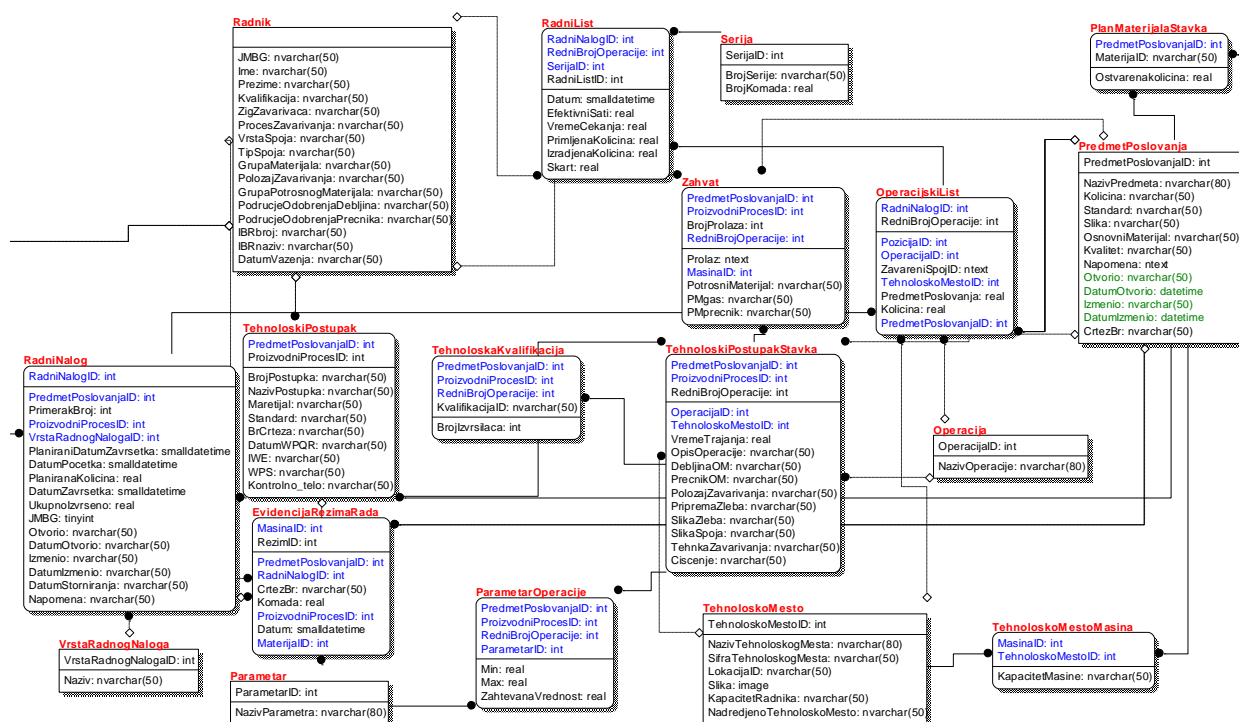 Radnik
JMBG: nvarchar(50)
Ime: nvarchar(50)
Prezime: nvarchar(50)
Kvalifikacija: nvarchar(50)
ZigZavarivaca: nvarchar(50)
ProcesZavarivanja: nvarchar(50)
VrstaSpoja: nvarchar(50)
TipSpoja: nvarchar(50)
GrupaMaterijala: nvarchar(50)
PolozajZavarivanja: nvarchar(50)
GrupaPotrosnogMaterijala: nvarchar(50)
PodrucjeOdobrenjaDebljina: nvarchar(50)
PodrucjeOdobrenjaPrecnika: nvarchar(50)
IBRbroj: nvarchar(50)
IBRnaziv: nvarchar(50)
DatumVazenja: nvarchar(50)
RadniList
RadniNalogID: int
RedniBrojOperacije: int
SerijaID: int
RadniListID: int
Datum: smalldatetime
EfektivniSati: real
VremeCekanja: real
PrimljenaKolicina: real
IzradjenaKolicina: real
Skart: real
Serija
SerijaID: int
BrojSerije: nvarchar(50)
BrojKomada: real
PlanMaterijalaStavka
PredmetPoslovanjaID: int
MaterijaID: nvarchar(50)
Ostvarenakolicina: real
PredmetPoslovanja
PredmetPoslovanjaID: int
NazivPredmeta: nvarchar(80)
Kolicina: nvarchar(50)
Standard: nvarchar(50)
Slika: nvarchar(50)
OsnovniMaterijal: nvarchar(50)
Kvalitet: nvarchar(50)
Napomena: ntext
Otvorio: nvarchar(50)
DatumOtvorio: datetime
Izmenio: nvarchar(50)
DatumIzmenio: datetime
CrtezBr: nvarchar(50)
Zahvat
PredmetPoslovanjaID: int
ProizvodniProcesID: int
BrojProlaza: int
RedniBrojOperacije: int
Prolaz: ntext
MasinaID: int
PotrosniMaterijal: nvarchar(50)
PMgas: nvarchar(50)
PMprecnik: nvarchar(50)
OperacijskiList
RadniNalogID: int
RedniBrojOperacije: int
PozicijaID: int
OperacijaID: int
ZavareniSpojID: ntext
TehnoloskoMestoID: int
PredmetPoslovanja: real
Kolicina: real
PredmetPoslovanjaID: int
RadniNalog
RadniNalogID: int
PredmetPoslovanjaID: int
PrimerakBroj: int
ProizvodniProcesID: int
VrstaRadnogNalogaID: int
PlaniraniDatumZavrsetka: smalldatetime
DatumPocetka: smalldatetime
PlaniranaKolicina: real
DatumZavrsetka: smalldatetime
UkupnoIzvrseno: real
JMBG: tinyint
Otvorio: nvarchar(50)
DatumOtvorio: nvarchar(50)
Izmenio: nvarchar(50)
DatumIzmenio: nvarchar(50)
DatumStorniranja: nvarchar(50)
Napomena: nvarchar(50)
TehnoloskiPostupak
PredmetPoslovanjaID: int
ProizvodniProcesID: int
BrojPostupka: nvarchar(50)
NazivPostupka: nvarchar(50)
Maretijal: nvarchar(50)
Standard: nvarchar(50)
BrCrteza: nvarchar(50)
DatumWPQR: nvarchar(50)
IWE: nvarchar(50)
WPS: nvarchar(50)
Kontrolno_telo: nvarchar(50)
TehnoloskaKvalifikacija
PredmetPoslovanjaID: int
ProizvodniProcesID: int
RedniBrojOperacije: int
KvalifikacijaID: nvarchar(50)
BrojIzvrsilaca: int
TehnoloskiPostupakStavka
PredmetPoslovanjaID: int
ProizvodniProcesID: int
RedniBrojOperacije: int
OperacijaID: int
TehnoloskoMestoID: int
VremeTrajanja: real
OpisOperacije: nvarchar(50)
DebljinaOM: nvarchar(50)
PrecnikOM: nvarchar(50)
PolozajZavarivanja: nvarchar(50)
PripremaZleba: nvarchar(50)
SlikaZleba: nvarchar(50)
SlikaSpoja: nvarchar(50)
TehnkaZavarivanja: nvarchar(50)
Ciscenje: nvarchar(50)
Operacija
OperacijaID: int
NazivOperacije: nvarchar(80)
EvidencijaRezimaRada
MasinaID: int
RezimID: int
PredmetPoslovanjaID: int
RadniNalogID: int
CrtezBr: nvarchar(50)
Komada: real
ProizvodniProcesID: int
Datum: smalldatetime
MaterijaID: int
VrstaRadnogNaloga
VrstaRadnogNalogaID: int
Naziv: nvarchar(50)
Parametar
ParametarID: int
NazivParametra: nvarchar(80)
ParametarOperacije
PredmetPoslovanjaID: int
ProizvodniProcesID: int
RedniBrojOperacije: int
ParametarID: int
Min: real
Max: real
ZahtevanaVrednost: real
TehnoloskoMesto
TehnoloskoMestoID: int
NazivTehnoloskogMesta: nvarchar(80)
SifraTehnoloskogMesta: nvarchar(50)
LokacijaID: nvarchar(50)
Slika: image
KapacitetRadnika: nvarchar(50)
NadredjenoTehnoloskoMesto: nvarchar(50)
TehnoloskoMestoMasina
MasinaID: int
TehnoloskoMestoID: int
KapacitetMasine: nvarchar(50)